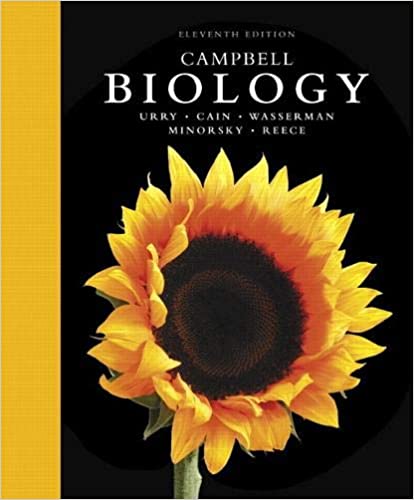 ELEVENTH EDITION
CAMPBELL
BIOLOGY
URRY • CAIN • WASSERMAN
MINORSKY • REECE